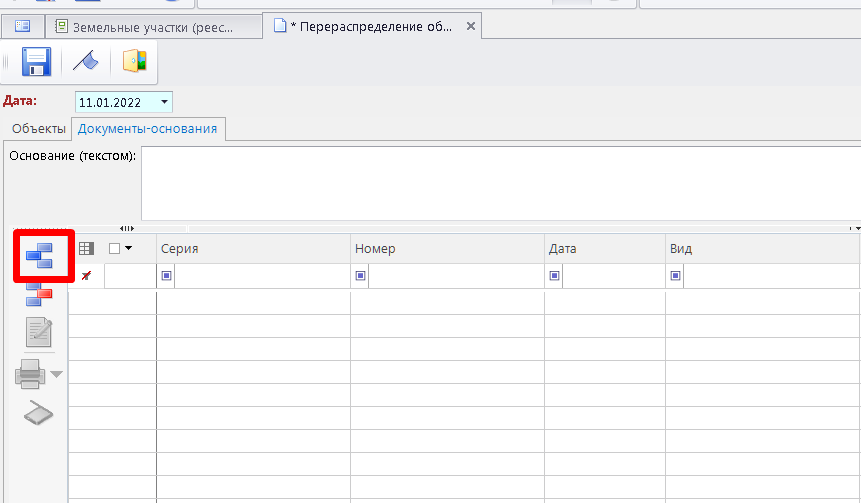 Земельные участки (реес...
* Перераспределение об...
Дата:
11.01.2022
Объекты
Документы-основания
Основание (текстом):
Серия
Номер
Дата
Вид